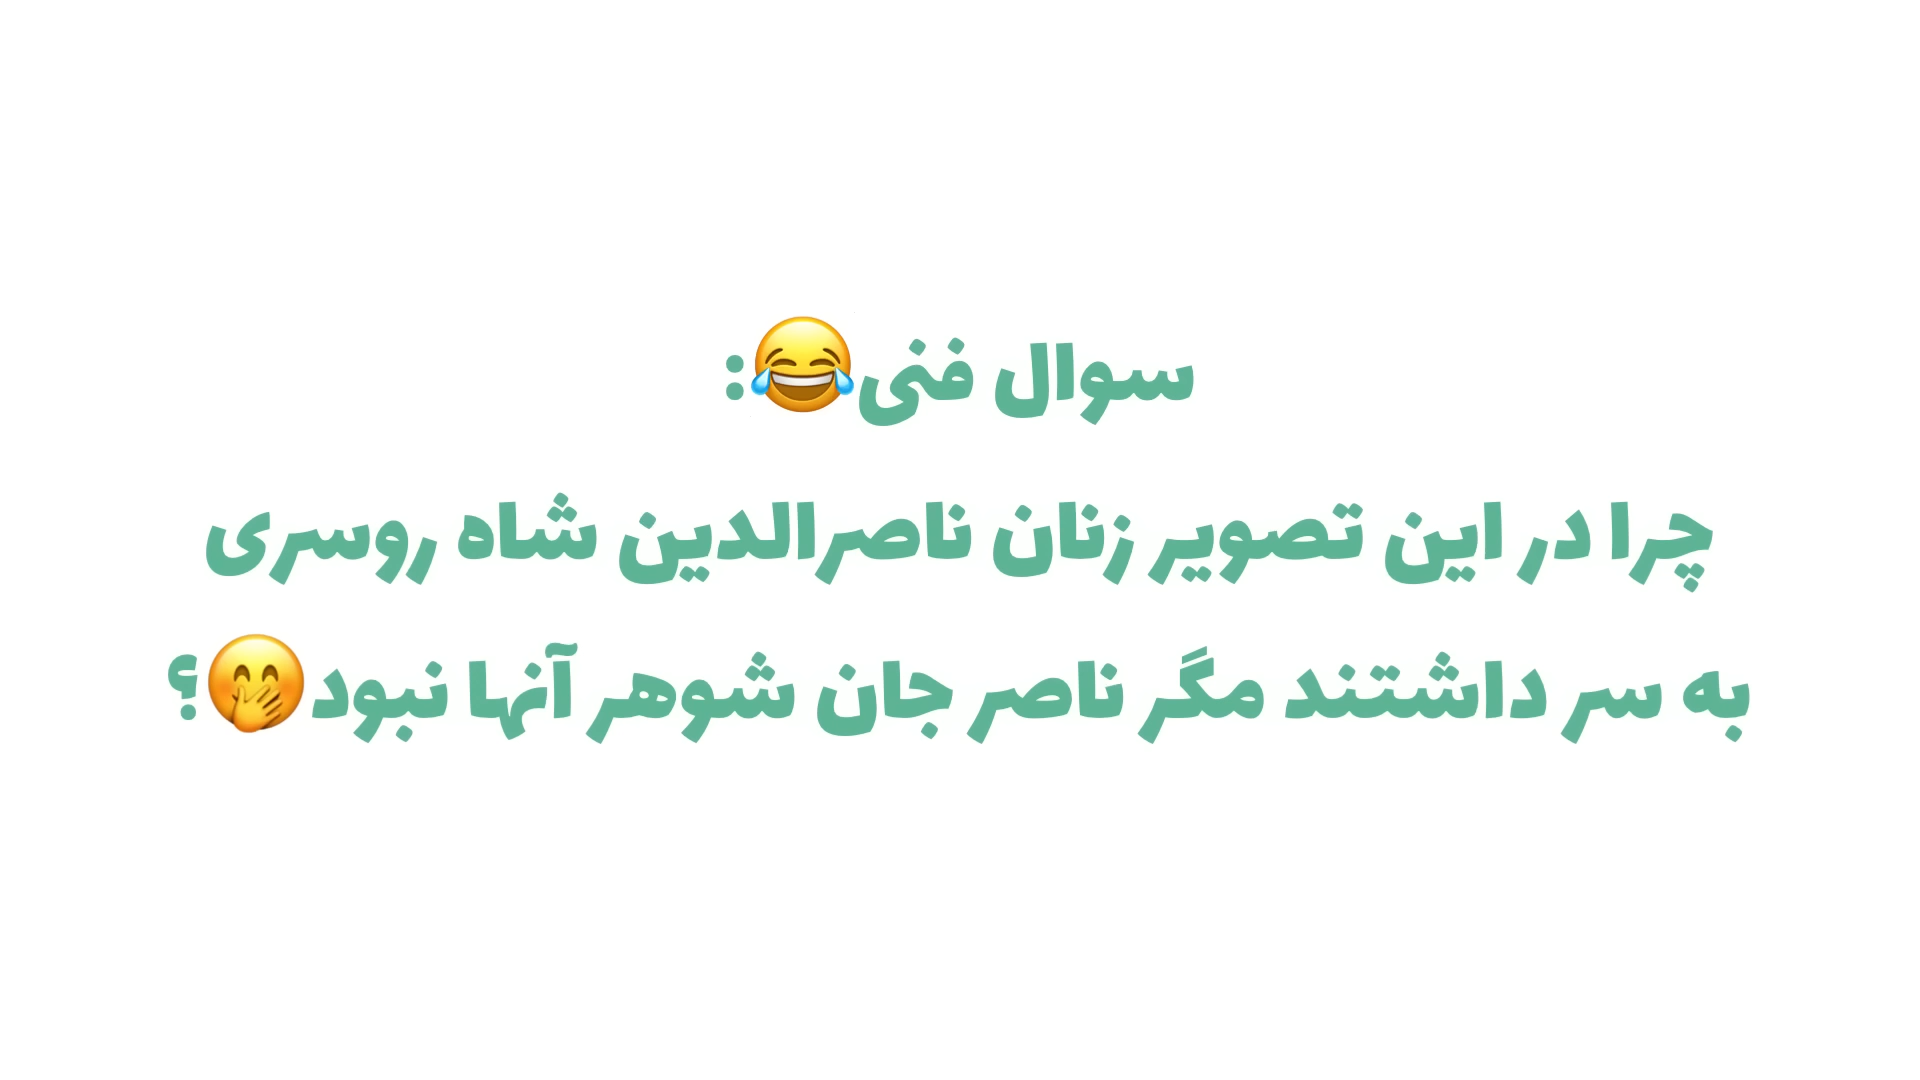 سوال فنی😂:
چرا در این تصویر زنان ناصرالدین شاه روسری
به سر داشتند مگر ناصر جان شوهر آنها نبود🤭؟